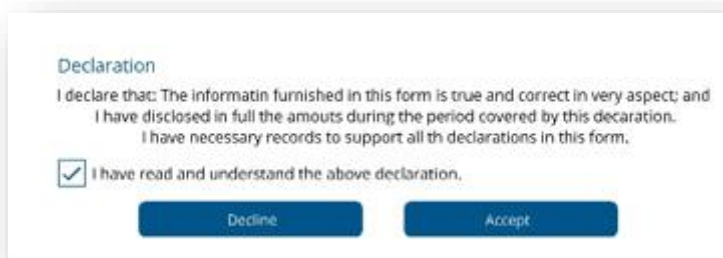 Declaration
I declare that: The informatin furnished in this form is true and correct in very aspect; and
I have disclosed in full the amouts during the period covered by this decaration.
I have necessary records to support all th declarations in this form.
I have read and understand the above declaration.
Decline Accept